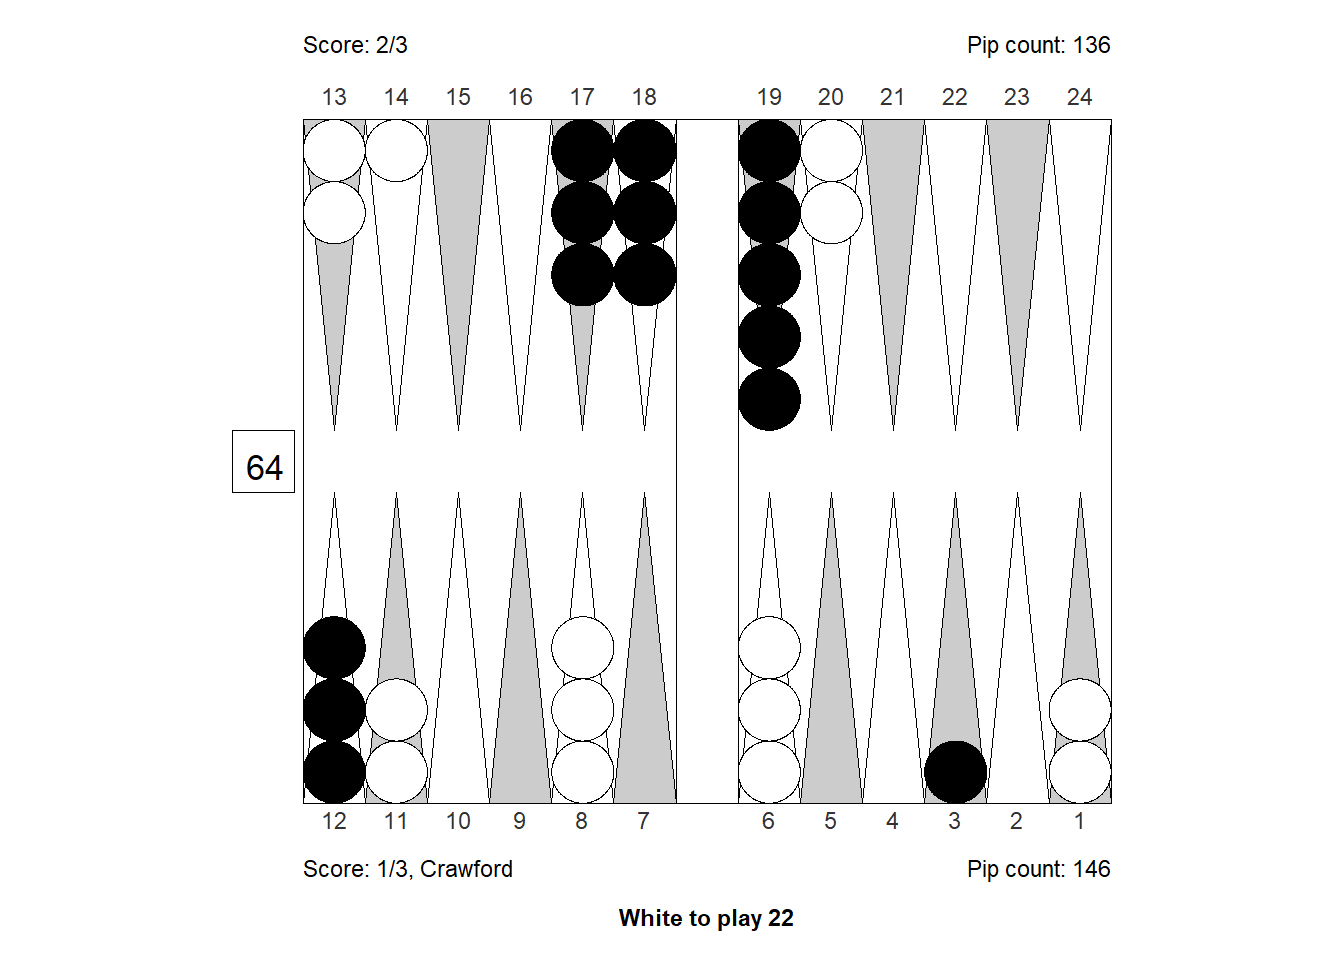 Score: 2/3 Pip count: 136
13 14 15 16 17 18 19 20 21 22 23 24
64
12 11 10 9 8 7 6 5 4 3 2 1
Score: 1/3, Crawford Pip count: 146
White to play 22